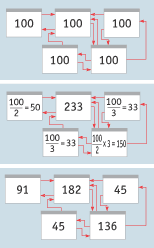 100 100 100
100 100
100/2 = 50 233 100/3 = 33
100/3 = 33 100/2 x 3 = 150
91 182 45
45 136